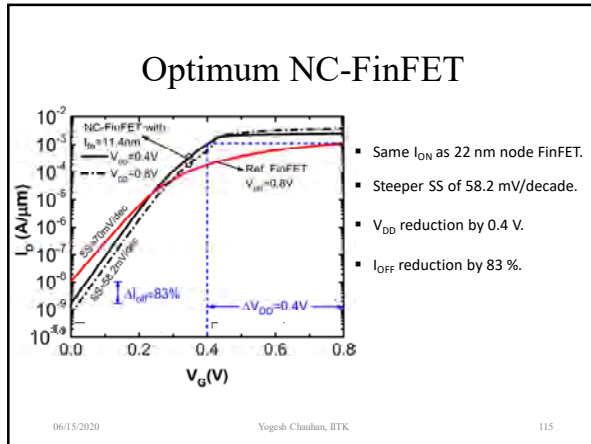 Optimum NC-FinFET
10⁻²
10⁻³
10⁻⁴
10⁻⁵
10⁻⁶
10⁻⁷
10⁻⁸
10⁻⁹
I_D (A/μm)
NC-FinFET with
=11.4nm
V_DD=0.4V
V_DD=0.8V
Ref. FinFET
=0.8V
SS=70mV/dec
SS=58.2mV/dec
ΔI_off=83%
ΔV_DD=0.4V
0.0 0.2 0.4 0.6 0.8
V_G(V)
▪ Same I_ON as 22 nm node FinFET.
▪ Steeper SS of 58.2 mV/decade.
▪ V_DD reduction by 0.4 V.
▪ I_OFF reduction by 83 %.
06/15/2020 Yogesh Chauhan, IITK 115